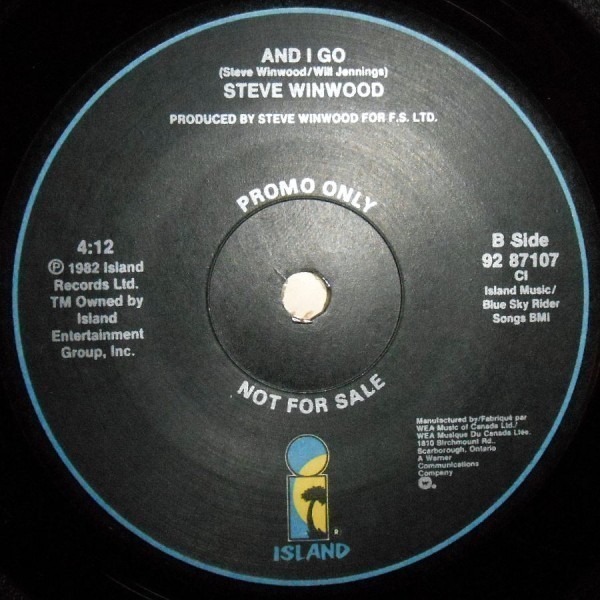 AND I GO
(Steve Winwood/Will Jennings)
STEVE WINWOOD
PRODUCED BY STEVE WINWOOD FOR F.S. LTD.
PROMO ONLY
4:12
Ⓟ 1982 Island
Records Ltd.
TM Owned by
Island
Entertainment
Group, Inc.
B Side
92 87107
CI
Island Music/
Blue Sky Rider
Songs BMI
NOT FOR SALE
Manufactured by/Fabriqué par
WEA Music of Canada Ltd./
WEA Musique Du Canada Ltee.
1810 Birchmount Rd.,
Scarborough, Ontario
A Warner
Communications
Company
ISLAND